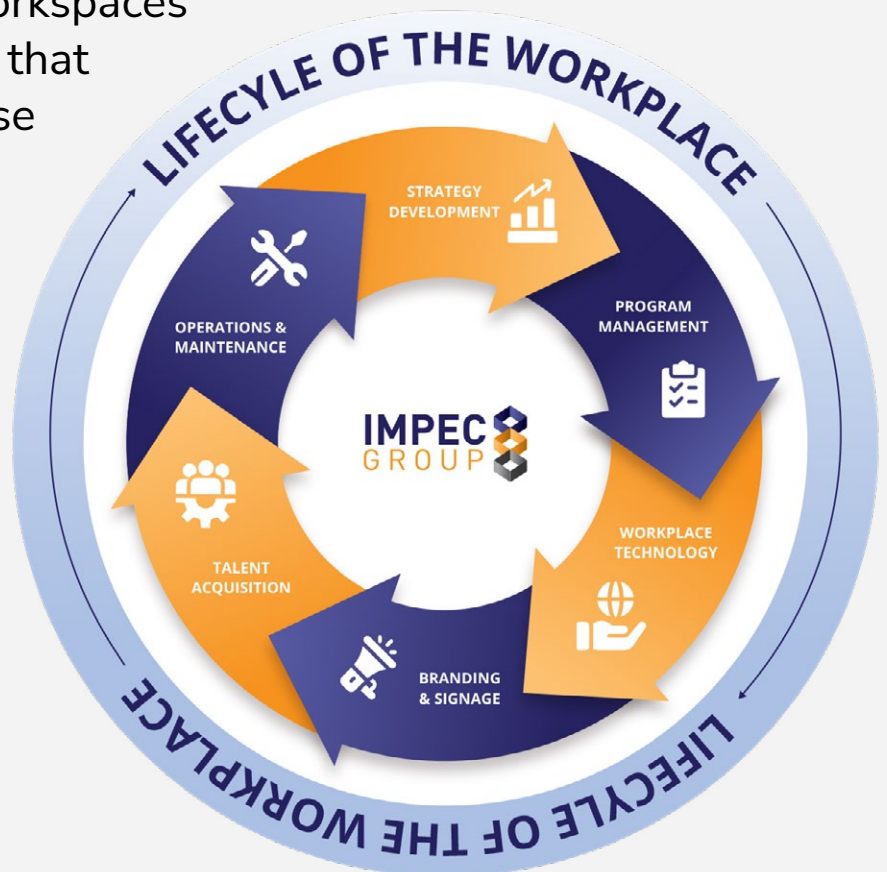 orkspaces
that
se
LIFECYLE OF THE WORKPLACE
STRATEGY
DEVELOPMENT
PROGRAM
MANAGEMENT
WORKPLACE
TECHNOLOGY
BRANDING
& SIGNAGE
TALENT
ACQUISITION
OPERATIONS &
MAINTENANCE
IMPEC
GROUP
LIFECYLE OF THE WORKPLACE